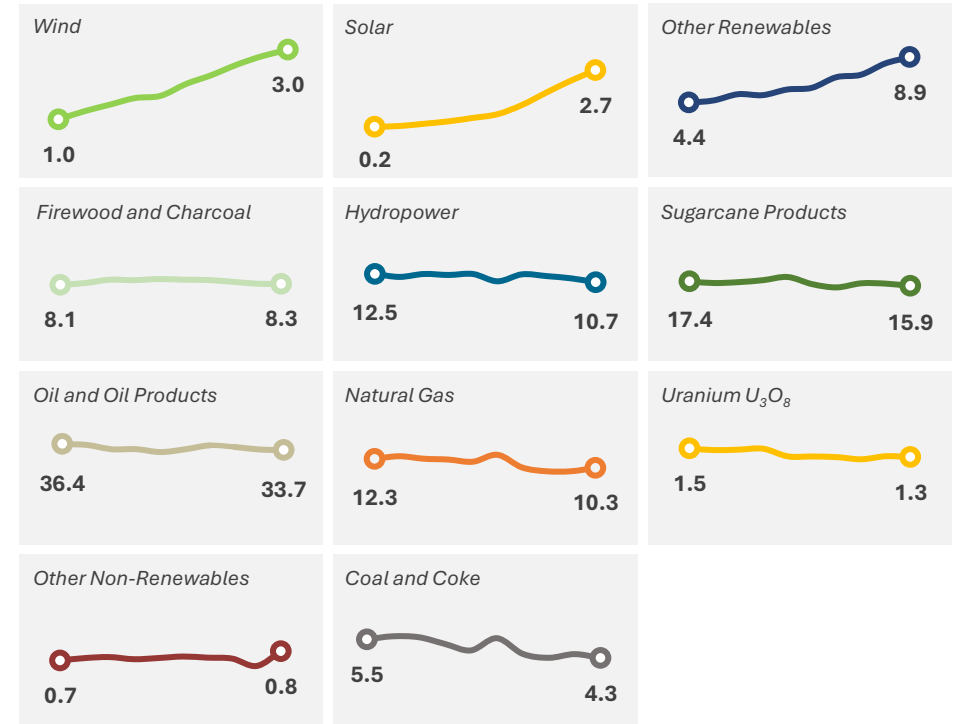 Wind
3.0
1.0
Solar
2.7
0.2
Other Renewables
8.9
4.4
Firewood and Charcoal
8.1
8.3
Hydropower
12.5
10.7
Sugarcane Products
17.4
15.9
Oil and Oil Products
36.4
33.7
Natural Gas
12.3
10.3
Uranium U₃O₈
1.5
1.3
Other Non-Renewables
0.7
0.8
Coal and Coke
5.5
4.3